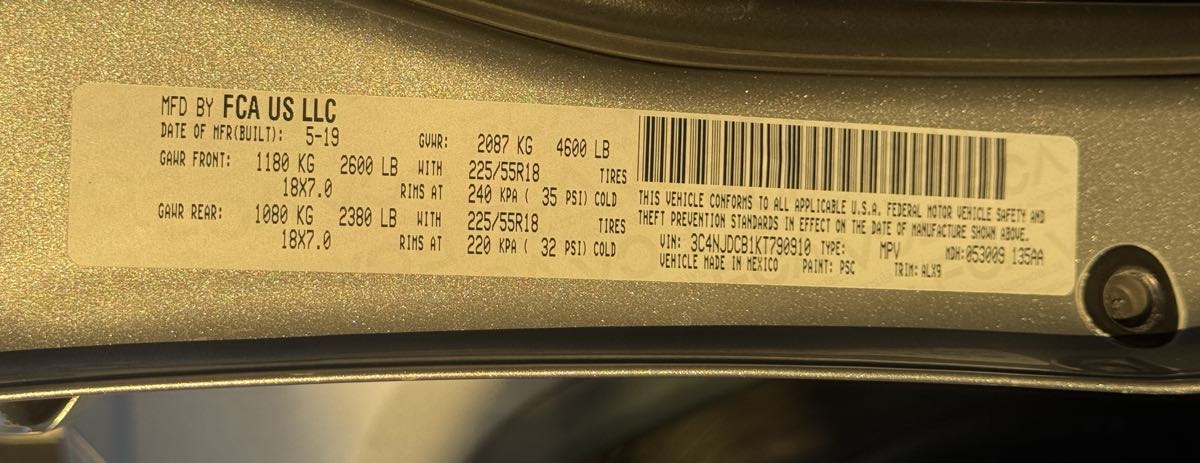 MFD BY FCA US LLC
DATE OF MFR(BUILT): 5-19 GVWR: 2087 KG 4600 LB
GAWR FRONT: 1180 KG 2600 LB WITH 225/55R18 TIRES
18X7.0 RIMS AT 240 KPA ( 35 PSI) COLD
GAWR REAR: 1080 KG 2380 LB WITH 225/55R18 TIRES
18X7.0 RIMS AT 220 KPA ( 32 PSI) COLD
THIS VEHICLE CONFORMS TO ALL APPLICABLE U.S.A. FEDERAL MOTOR VEHICLE SAFETY AND
THEFT PREVENTION STANDARDS IN EFFECT ON THE DATE OF MANUFACTURE SHOWN ABOVE.
VIN: 3C4NJDCB1KT790910 TYPE: MPV MDH:053009 135AA
VEHICLE MADE IN MEXICO PAINT: PSC TRIM: ALX9